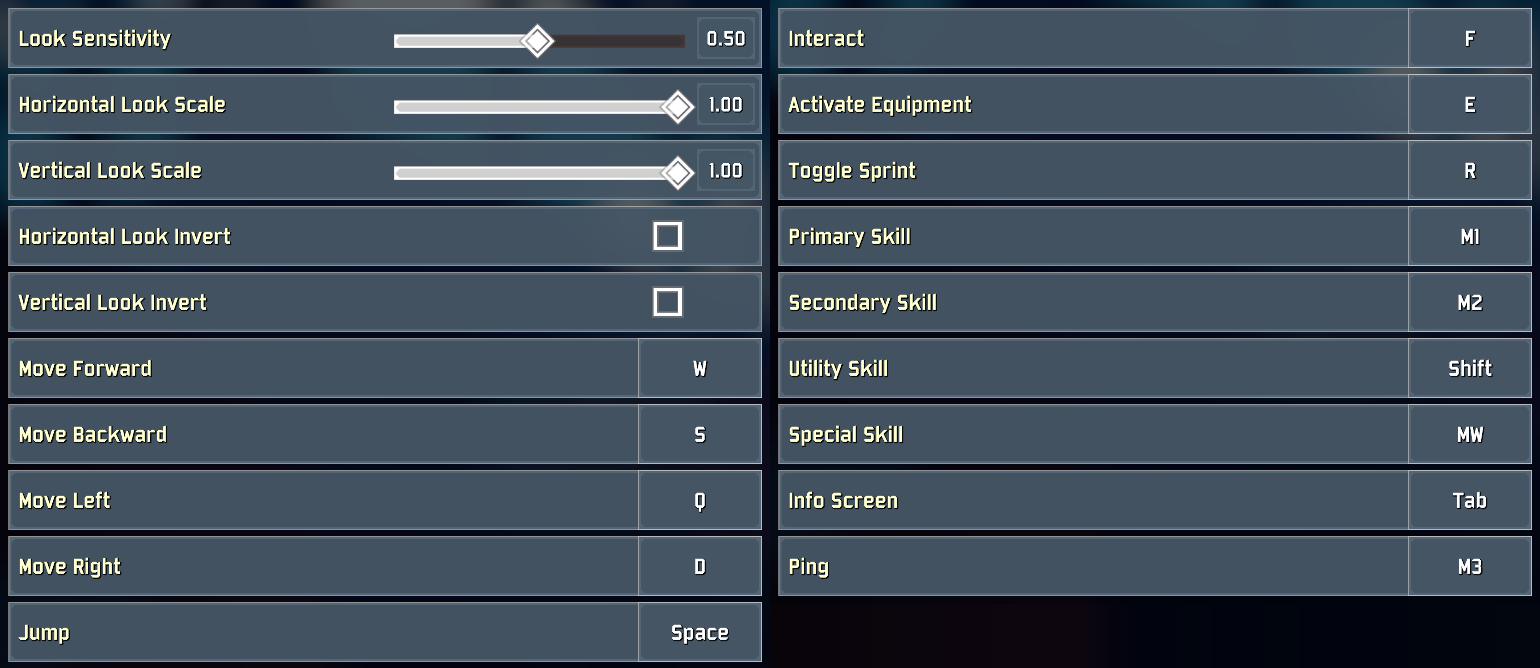 Look Sensitivity 0.50
Horizontal Look Scale 1.00
Vertical Look Scale 1.00
Horizontal Look Invert
Vertical Look Invert
Move Forward W
Move Backward S
Move Left Q
Move Right D
Jump Space
Interact F
Activate Equipment E
Toggle Sprint R
Primary Skill M1
Secondary Skill M2
Utility Skill Shift
Special Skill MW
Info Screen Tab
Ping M3